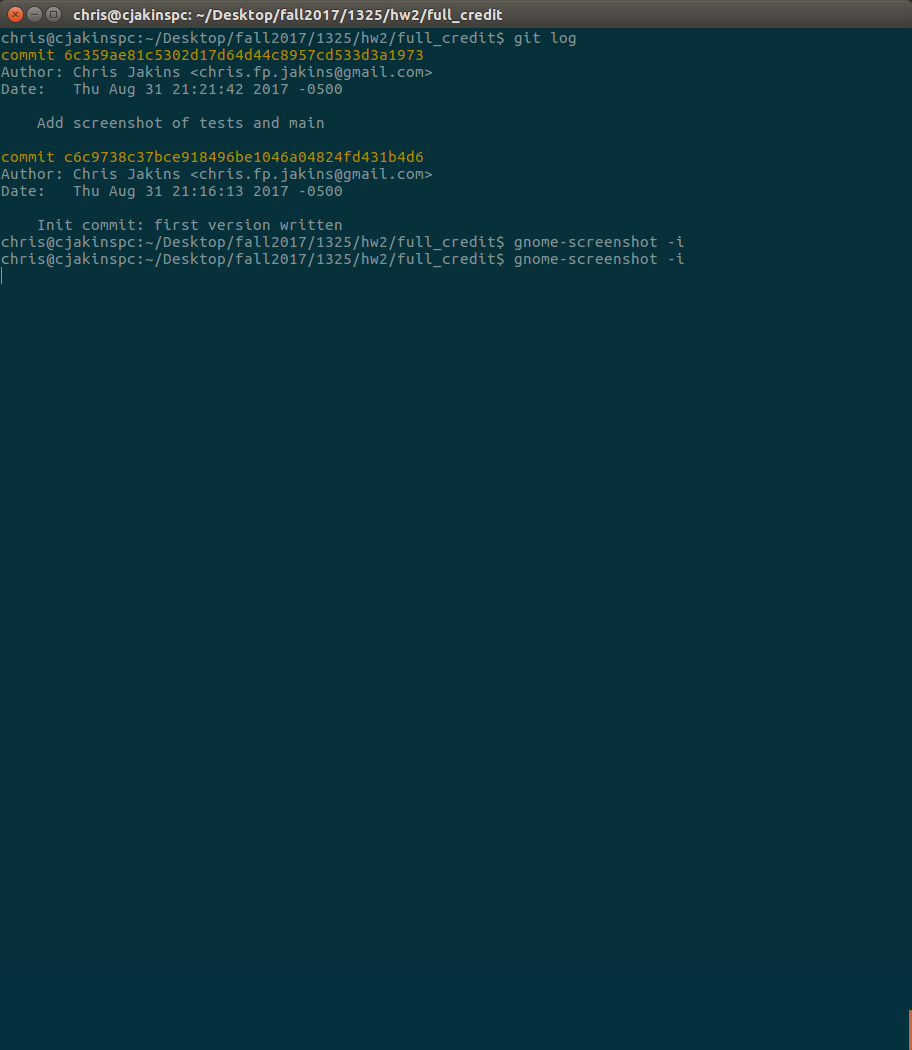 chris@cjakinspc: ~/Desktop/fall2017/1325/hw2/full_credit
chris@cjakinspc:~/Desktop/fall2017/1325/hw2/full_credit$ git log
commit 6c359ae81c5302d17d64d44c8957cd533d3a1973
Author: Chris Jakins <chris.fp.jakins@gmail.com>
Date:   Thu Aug 31 21:21:42 2017 -0500
    Add screenshot of tests and main
commit c6c9738c37bce918496be1046a04824fd431b4d6
Author: Chris Jakins <chris.fp.jakins@gmail.com>
Date:   Thu Aug 31 21:16:13 2017 -0500
    Init commit: first version written
chris@cjakinspc:~/Desktop/fall2017/1325/hw2/full_credit$ gnome-screenshot -i
chris@cjakinspc:~/Desktop/fall2017/1325/hw2/full_credit$ gnome-screenshot -i